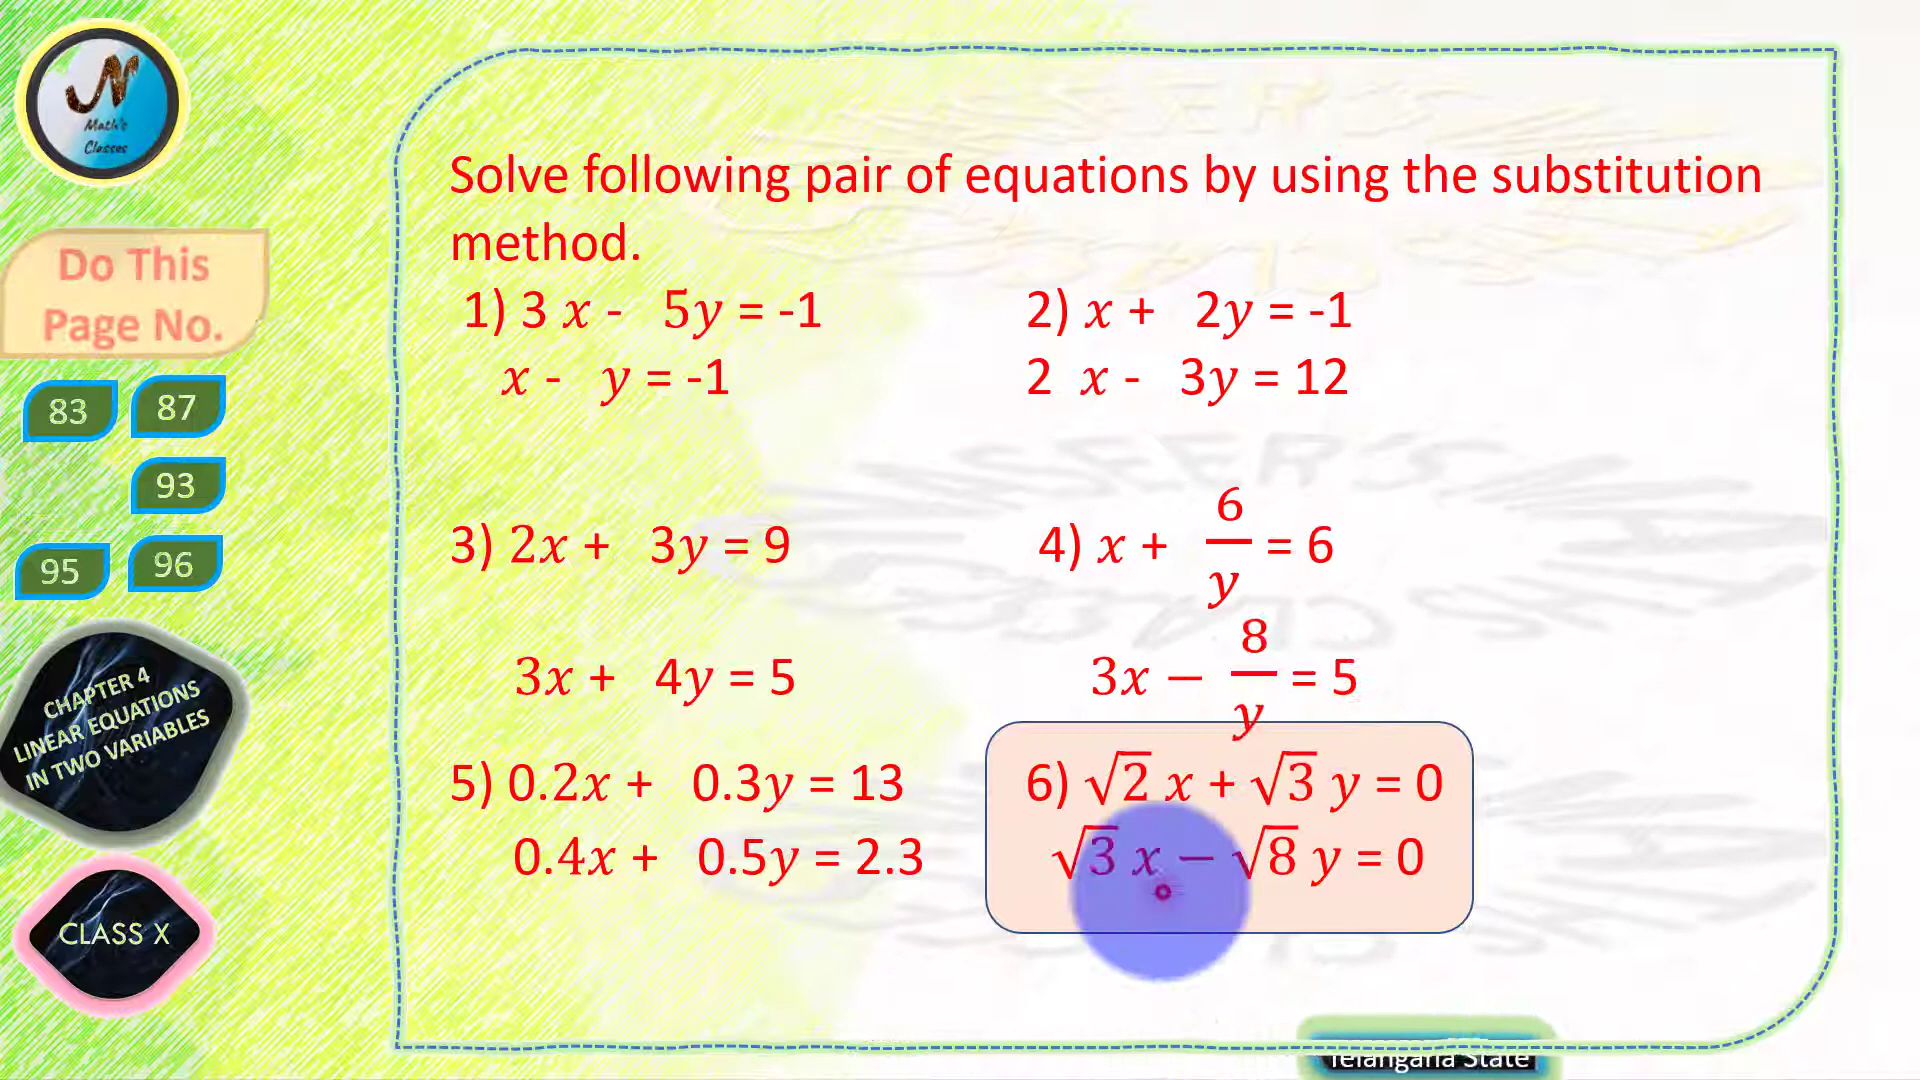 N
Math's
Classes
Do This
Page No.
83
87
93
95
96
CHAPTER 4
LINEAR EQUATIONS
IN TWO VARIABLES
CLASS X
Solve following pair of equations by using the substitution
method.
1) 3 x - 5y = -1
x - y = -1
2) x + 2y = -1
2 x - 3y = 12
3) 2x + 3y = 9
3x + 4y = 5
4) x + 6/y = 6
3x − 8/y = 5
5) 0.2x + 0.3y = 13
0.4x + 0.5y = 2.3
6) √2 x + √3 y = 0
√3 x − √8 y = 0
Telangana State